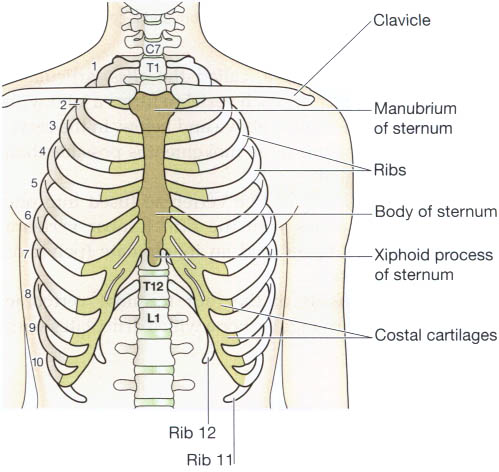 Clavicle
C7
T1
1
2
Manubrium
of sternum
3
4
Ribs
5
Body of sternum
6
7
Xiphoid process
of sternum
T12
8
L1
9
Costal cartilages
10
Rib 12
Rib 11